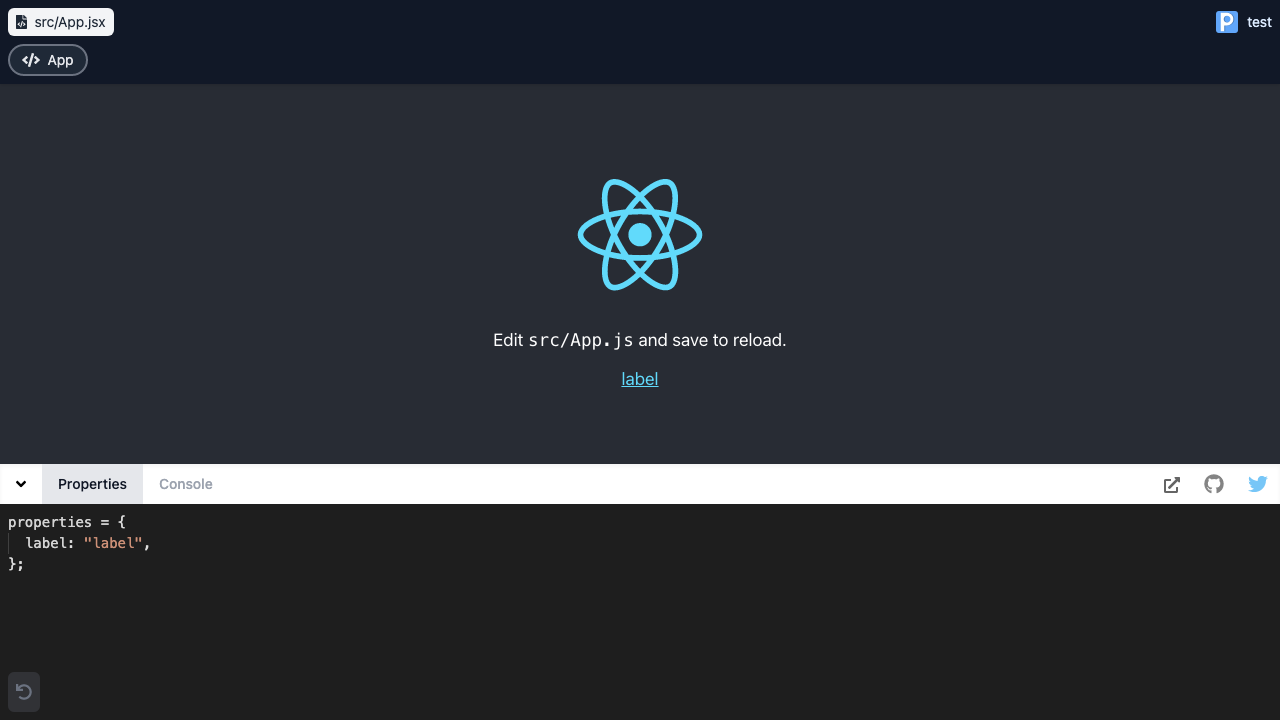 src/App.jsx
test
App
Edit src/App.js and save to reload.
label
Properties
Console
properties = {
  label: "label",
};